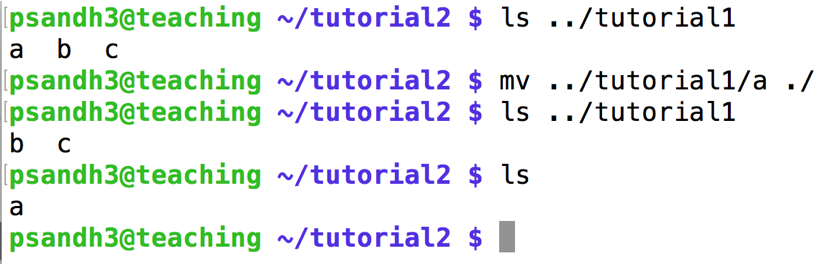 psandh3@teaching ~/tutorial2 $ ls ../tutorial1
a  b  c
psandh3@teaching ~/tutorial2 $ mv ../tutorial1/a ./
psandh3@teaching ~/tutorial2 $ ls ../tutorial1
b  c
psandh3@teaching ~/tutorial2 $ ls
a
psandh3@teaching ~/tutorial2 $